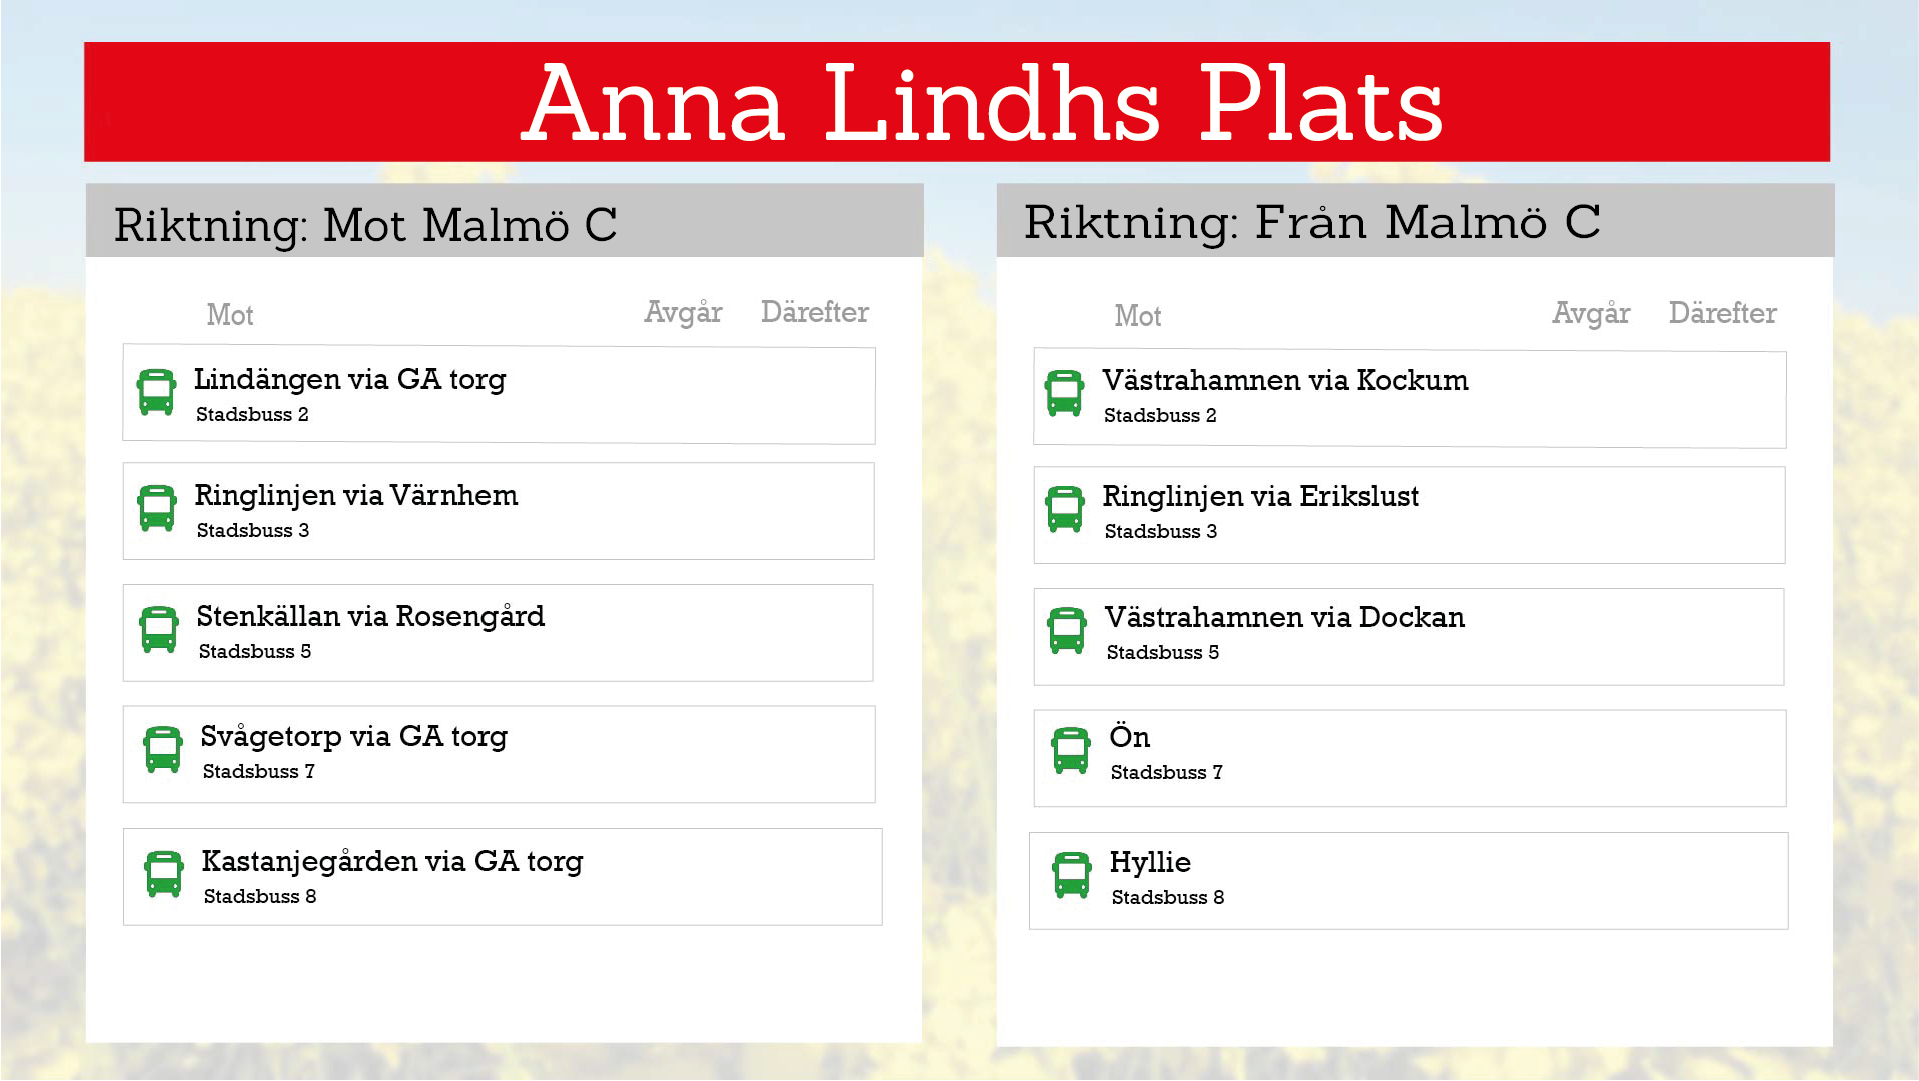 Anna Lindhs Plats
Riktning: Mot Malmö C
Mot Avgår Därefter
Lindängen via GA torg
Stadsbuss 2
Ringlinjen via Värnhem
Stadsbuss 3
Stenkällan via Rosengård
Stadsbuss 5
Svågetorp via GA torg
Stadsbuss 7
Kastanjegården via GA torg
Stadsbuss 8
Riktning: Från Malmö C
Mot Avgår Därefter
Västrahamnen via Kockum
Stadsbuss 2
Ringlinjen via Erikslust
Stadsbuss 3
Västrahamnen via Dockan
Stadsbuss 5
Ön
Stadsbuss 7
Hyllie
Stadsbuss 8